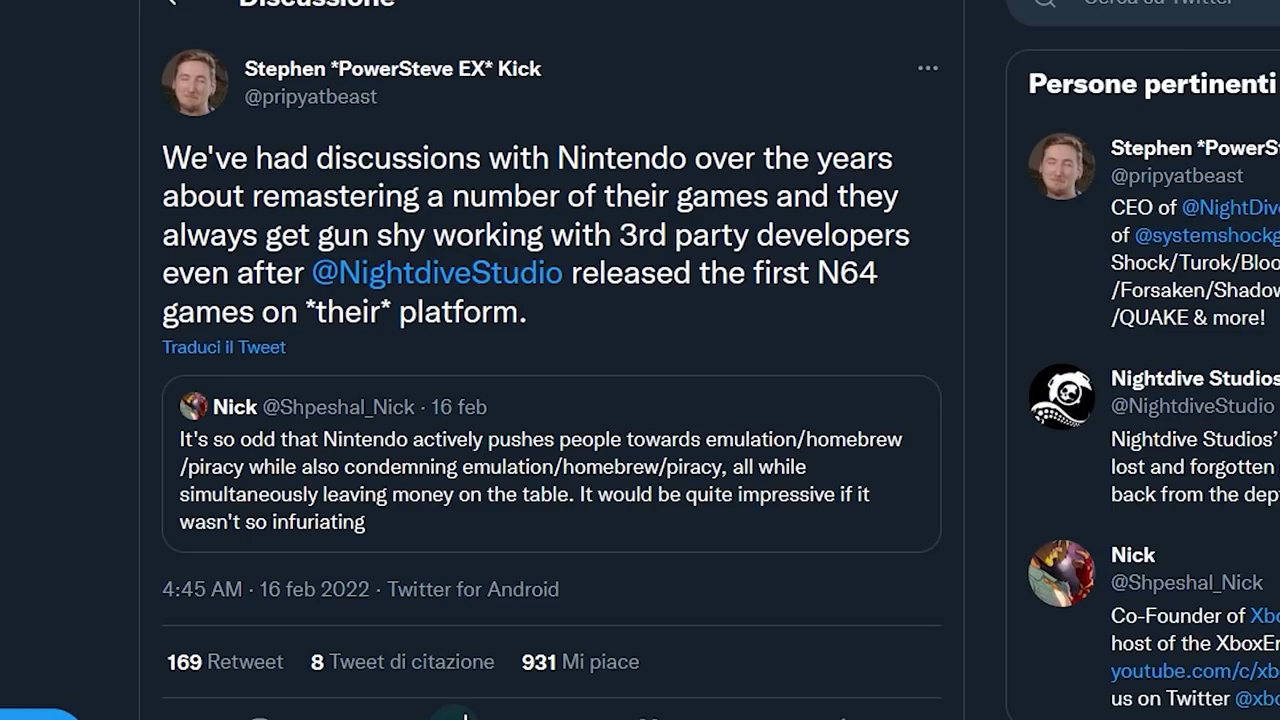 Discussione
Cerca su Twitter
Stephen *PowerSteve EX* Kick
@pripyatbeast
We've had discussions with Nintendo over the years
about remastering a number of their games and they
always get gun shy working with 3rd party developers
even after @NightdiveStudio released the first N64
games on *their* platform.
Traduci il Tweet
Nick @Shpeshal_Nick · 16 feb
It's so odd that Nintendo actively pushes people towards emulation/homebrew
/piracy while also condemning emulation/homebrew/piracy, all while
simultaneously leaving money on the table. It would be quite impressive if it
wasn't so infuriating
4:45 AM · 16 feb 2022 · Twitter for Android
169 Retweet 8 Tweet di citazione 931 Mi piace
Persone pertinenti
Stephen *PowerS
@pripyatbeast
CEO of @NightDiv
of @systemshockg
Shock/Turok/Bloo
/Forsaken/Shadow
/QUAKE & more!
Nightdive Studios
@NightdiveStudio
Nightdive Studios'
lost and forgotten
back from the dep
Nick
@Shpeshal_Nick
Co-Founder of Xbo
host of the XboxEr
youtube.com/c/xb
us on Twitter @xbo